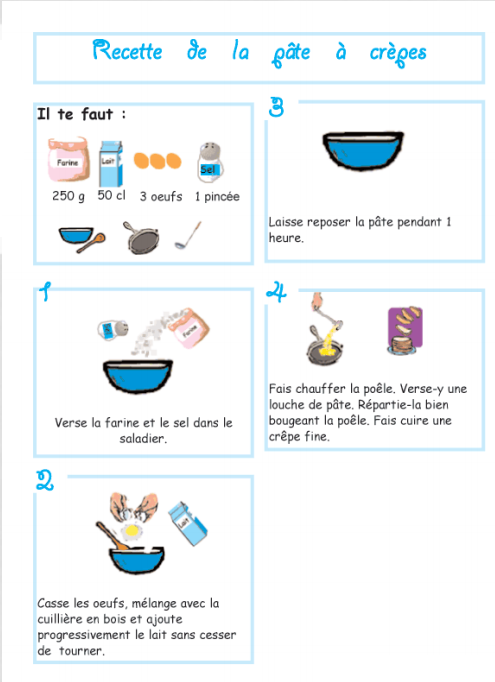 Recette de la pâte à crèpes
Il te faut :
Farine
Lait
Sel
250 g 50 cl 3 oeufs 1 pincée
1
Farine
Verse la farine et le sel dans le
saladier.
2
Lait
Casse les oeufs, mélange avec la
cuillière en bois et ajoute
progressivement le lait sans cesser
de tourner.
3
Laisse reposer la pâte pendant 1
heure.
4
Fais chauffer la poêle. Verse-y une
louche de pâte. Répartie-la bien
bougeant la poêle. Fais cuire une
crêpe fine.